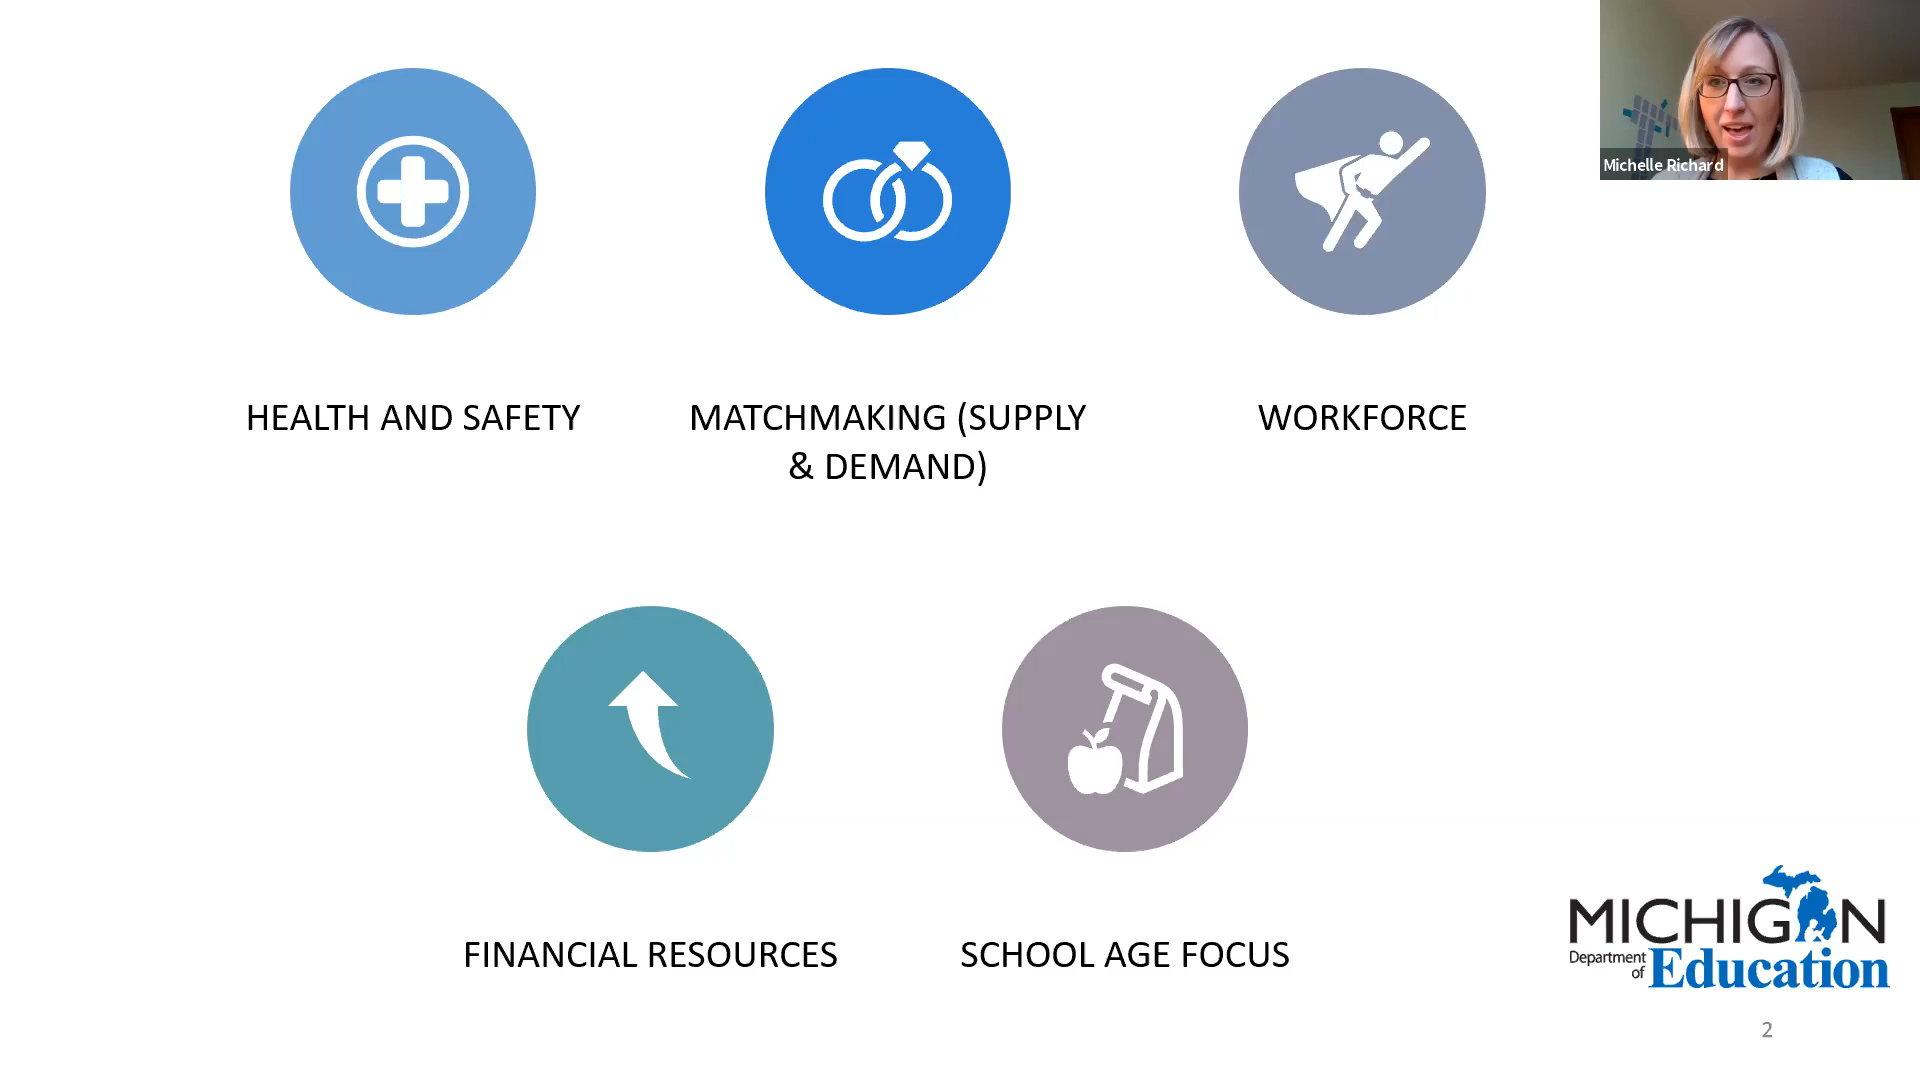 Michelle Richard
HEALTH AND SAFETY
MATCHMAKING (SUPPLY
& DEMAND)
WORKFORCE
FINANCIAL RESOURCES
SCHOOL AGE FOCUS
MICHIGAN
Department
of Education
2